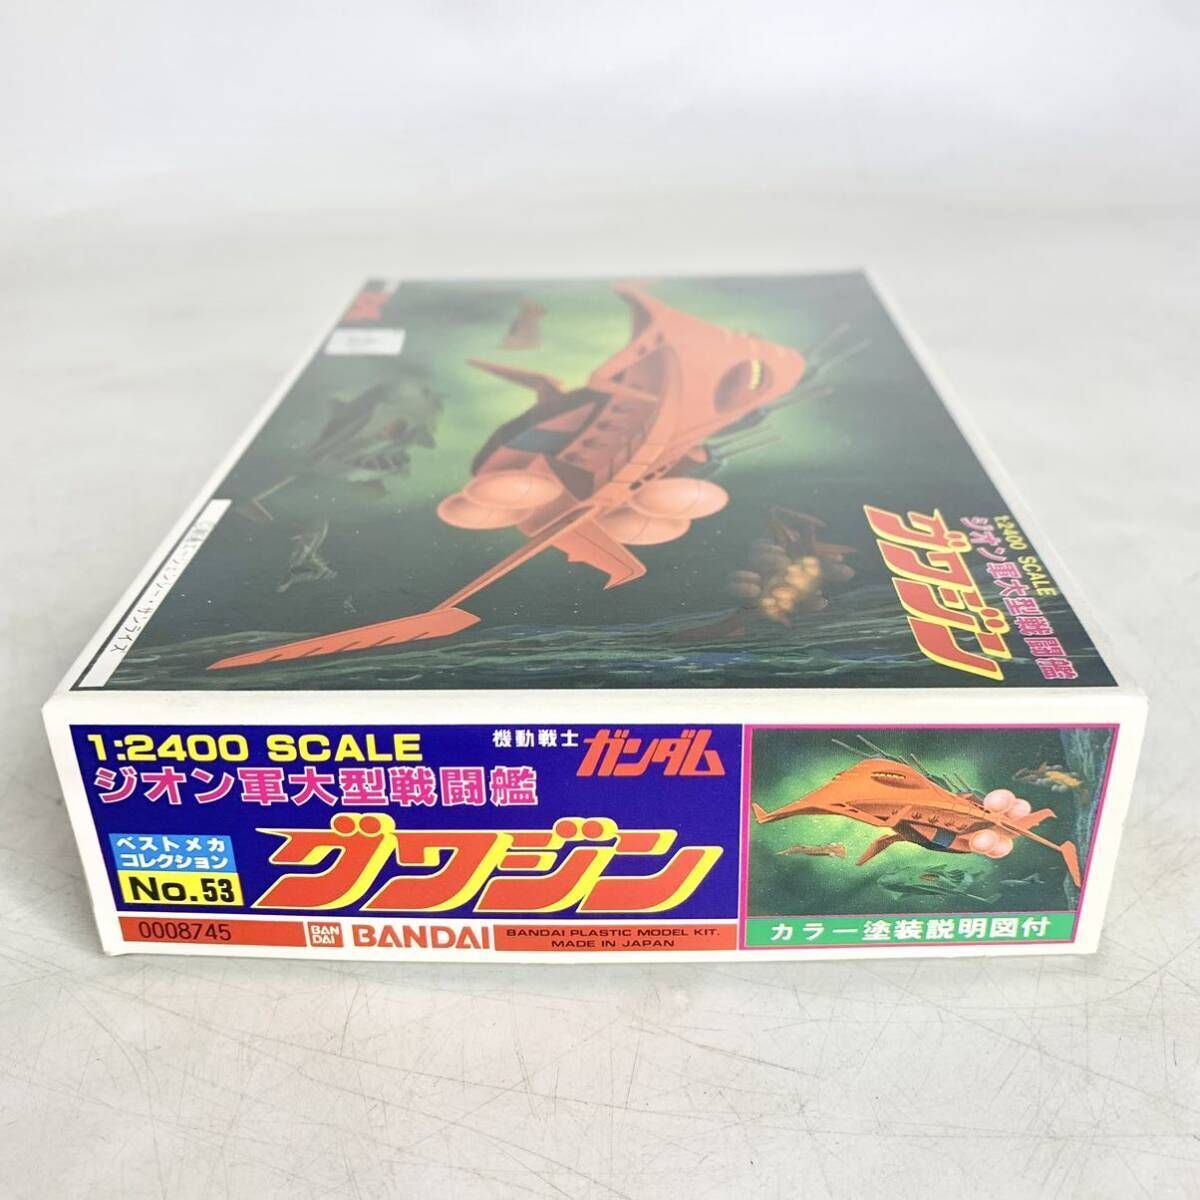 1:2400 SCALE
ジオン軍大型戦闘艦
グワジン
1:2400 SCALE
機動戦士 ガンダム
ジオン軍大型戦闘艦
ベストメカ
コレクション
No.53
グワジン
0008745
BAN
DAI
BANDAI
BANDAI PLASTIC MODEL KIT.
MADE IN JAPAN
カラー塗装説明図付